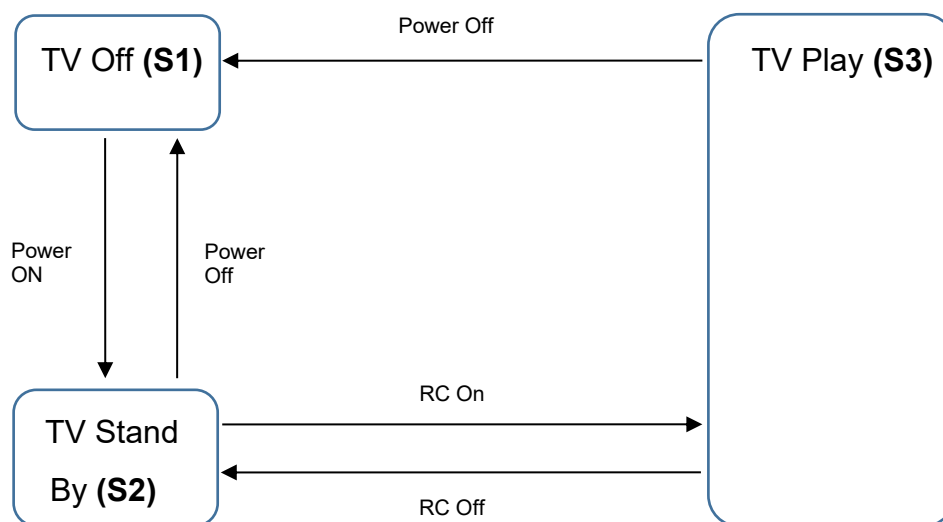 Power Off
TV Off (S1)
TV Play (S3)
Power
ON
Power
Off
RC On
TV Stand
By (S2)
RC Off